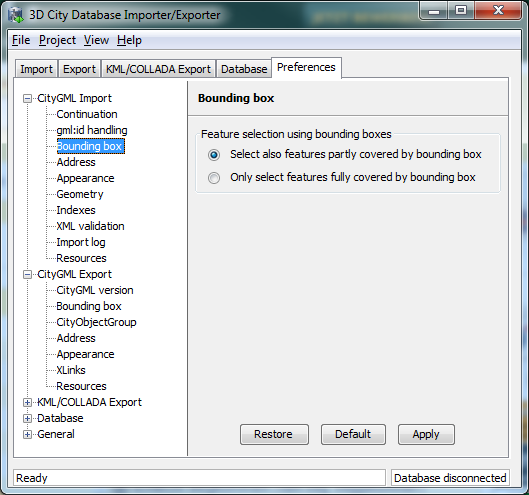 3D City Database Importer/Exporter
File Project View Help
Import Export KML/COLLADA Export Database Preferences
CityGML Import
Continuation
gml:id handling
Bounding box
Address
Appearance
Geometry
Indexes
XML validation
Import log
Resources
CityGML Export
CityGML version
Bounding box
CityObjectGroup
Address
Appearance
XLinks
Resources
KML/COLLADA Export
Database
General
Bounding box
Feature selection using bounding boxes
Select also features partly covered by bounding box
Only select features fully covered by bounding box
Restore Default Apply
Ready Database disconnected